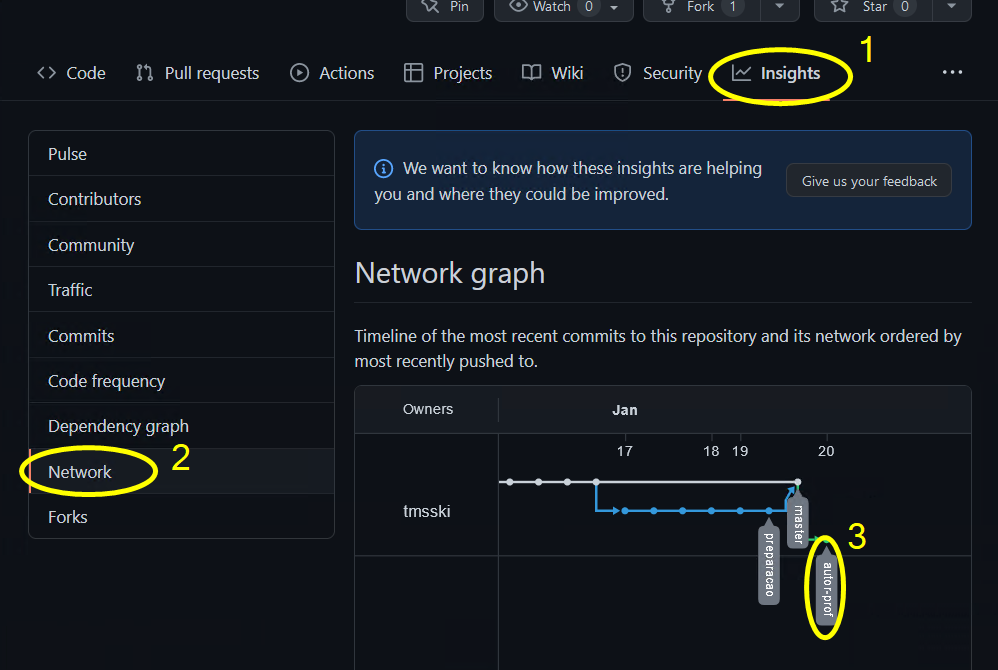 Pin Watch 0 Fork 1 Star 0
1
Code Pull requests Actions Projects Wiki Security Insights ...
Pulse
Contributors
Community
Traffic
Commits
Code frequency
Dependency graph
2
Network
Forks
We want to know how these insights are helping
you and where they could be improved.
Give us your feedback
Network graph
Timeline of the most recent commits to this repository and its network ordered by
most recently pushed to.
Owners Jan
17 18 19 20
tmsski
master
preparacao
3
autor-prof